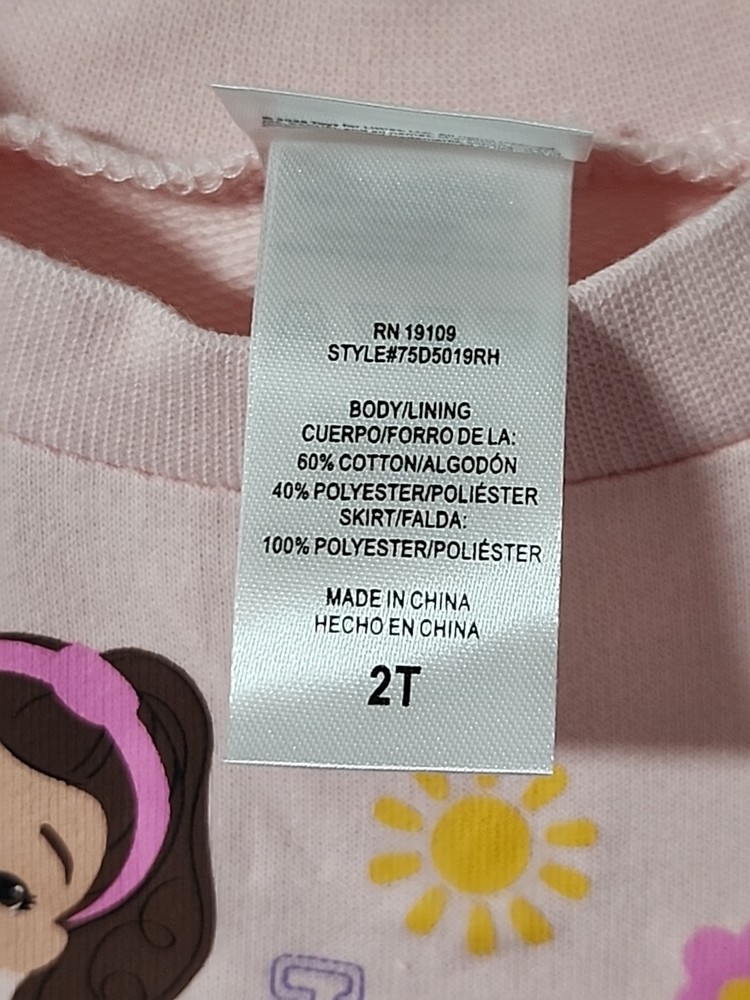 RN 19109
STYLE#75D5019RH
BODY/LINING
CUERPO/FORRO DE LA:
60% COTTON/ALGODÓN
40% POLYESTER/POLIÉSTER
SKIRT/FALDA:
100% POLYESTER/POLIÉSTER
MADE IN CHINA
HECHO EN CHINA
2T